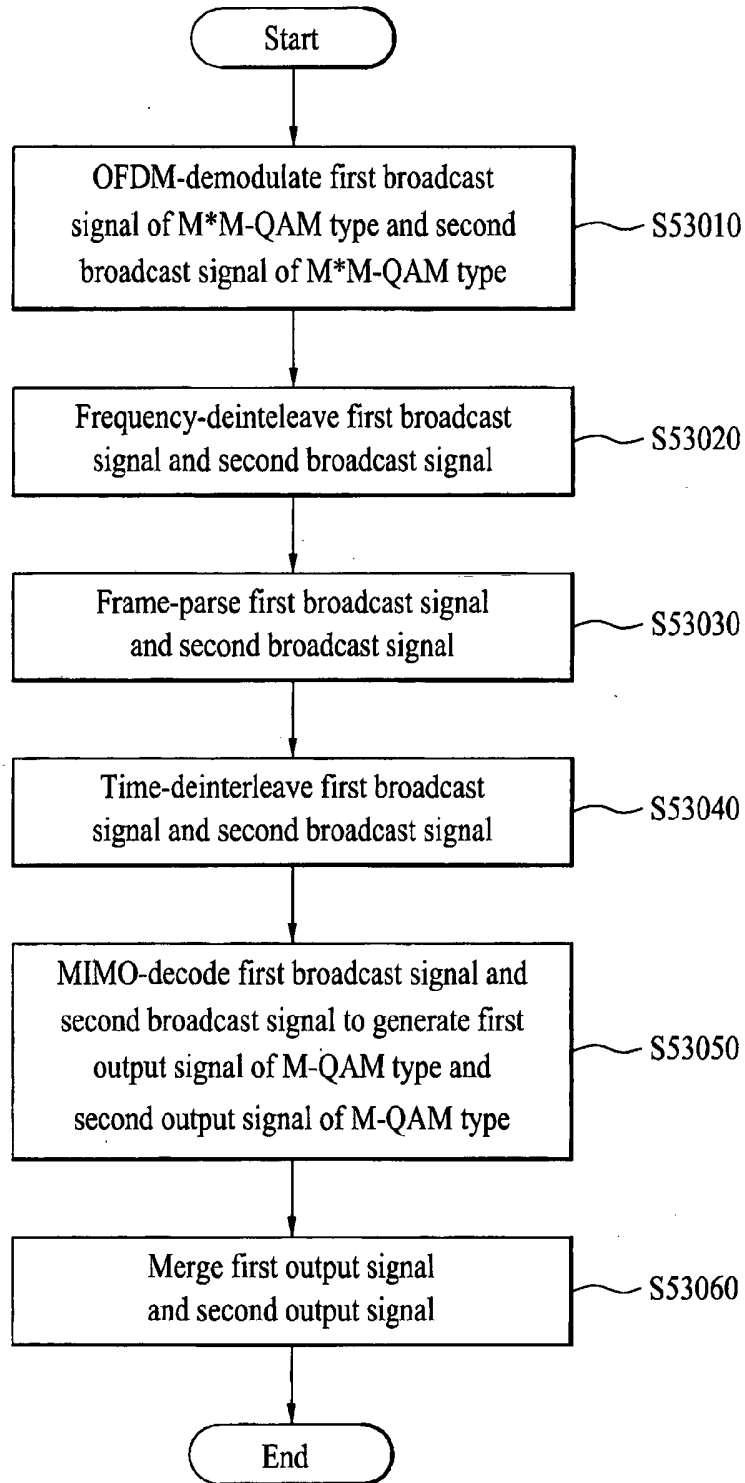 Start
OFDM-demodulate first broadcast
signal of M*M-QAM type and second
broadcast signal of M*M-QAM type
S53010
Frequency-deinteleave first broadcast
signal and second broadcast signal
S53020
Frame-parse first broadcast signal
and second broadcast signal
S53030
Time-deinterleave first broadcast
signal and second broadcast signal
S53040
MIMO-decode first broadcast signal and
second broadcast signal to generate first
output signal of M-QAM type and
second output signal of M-QAM type
S53050
Merge first output signal
and second output signal
S53060
End